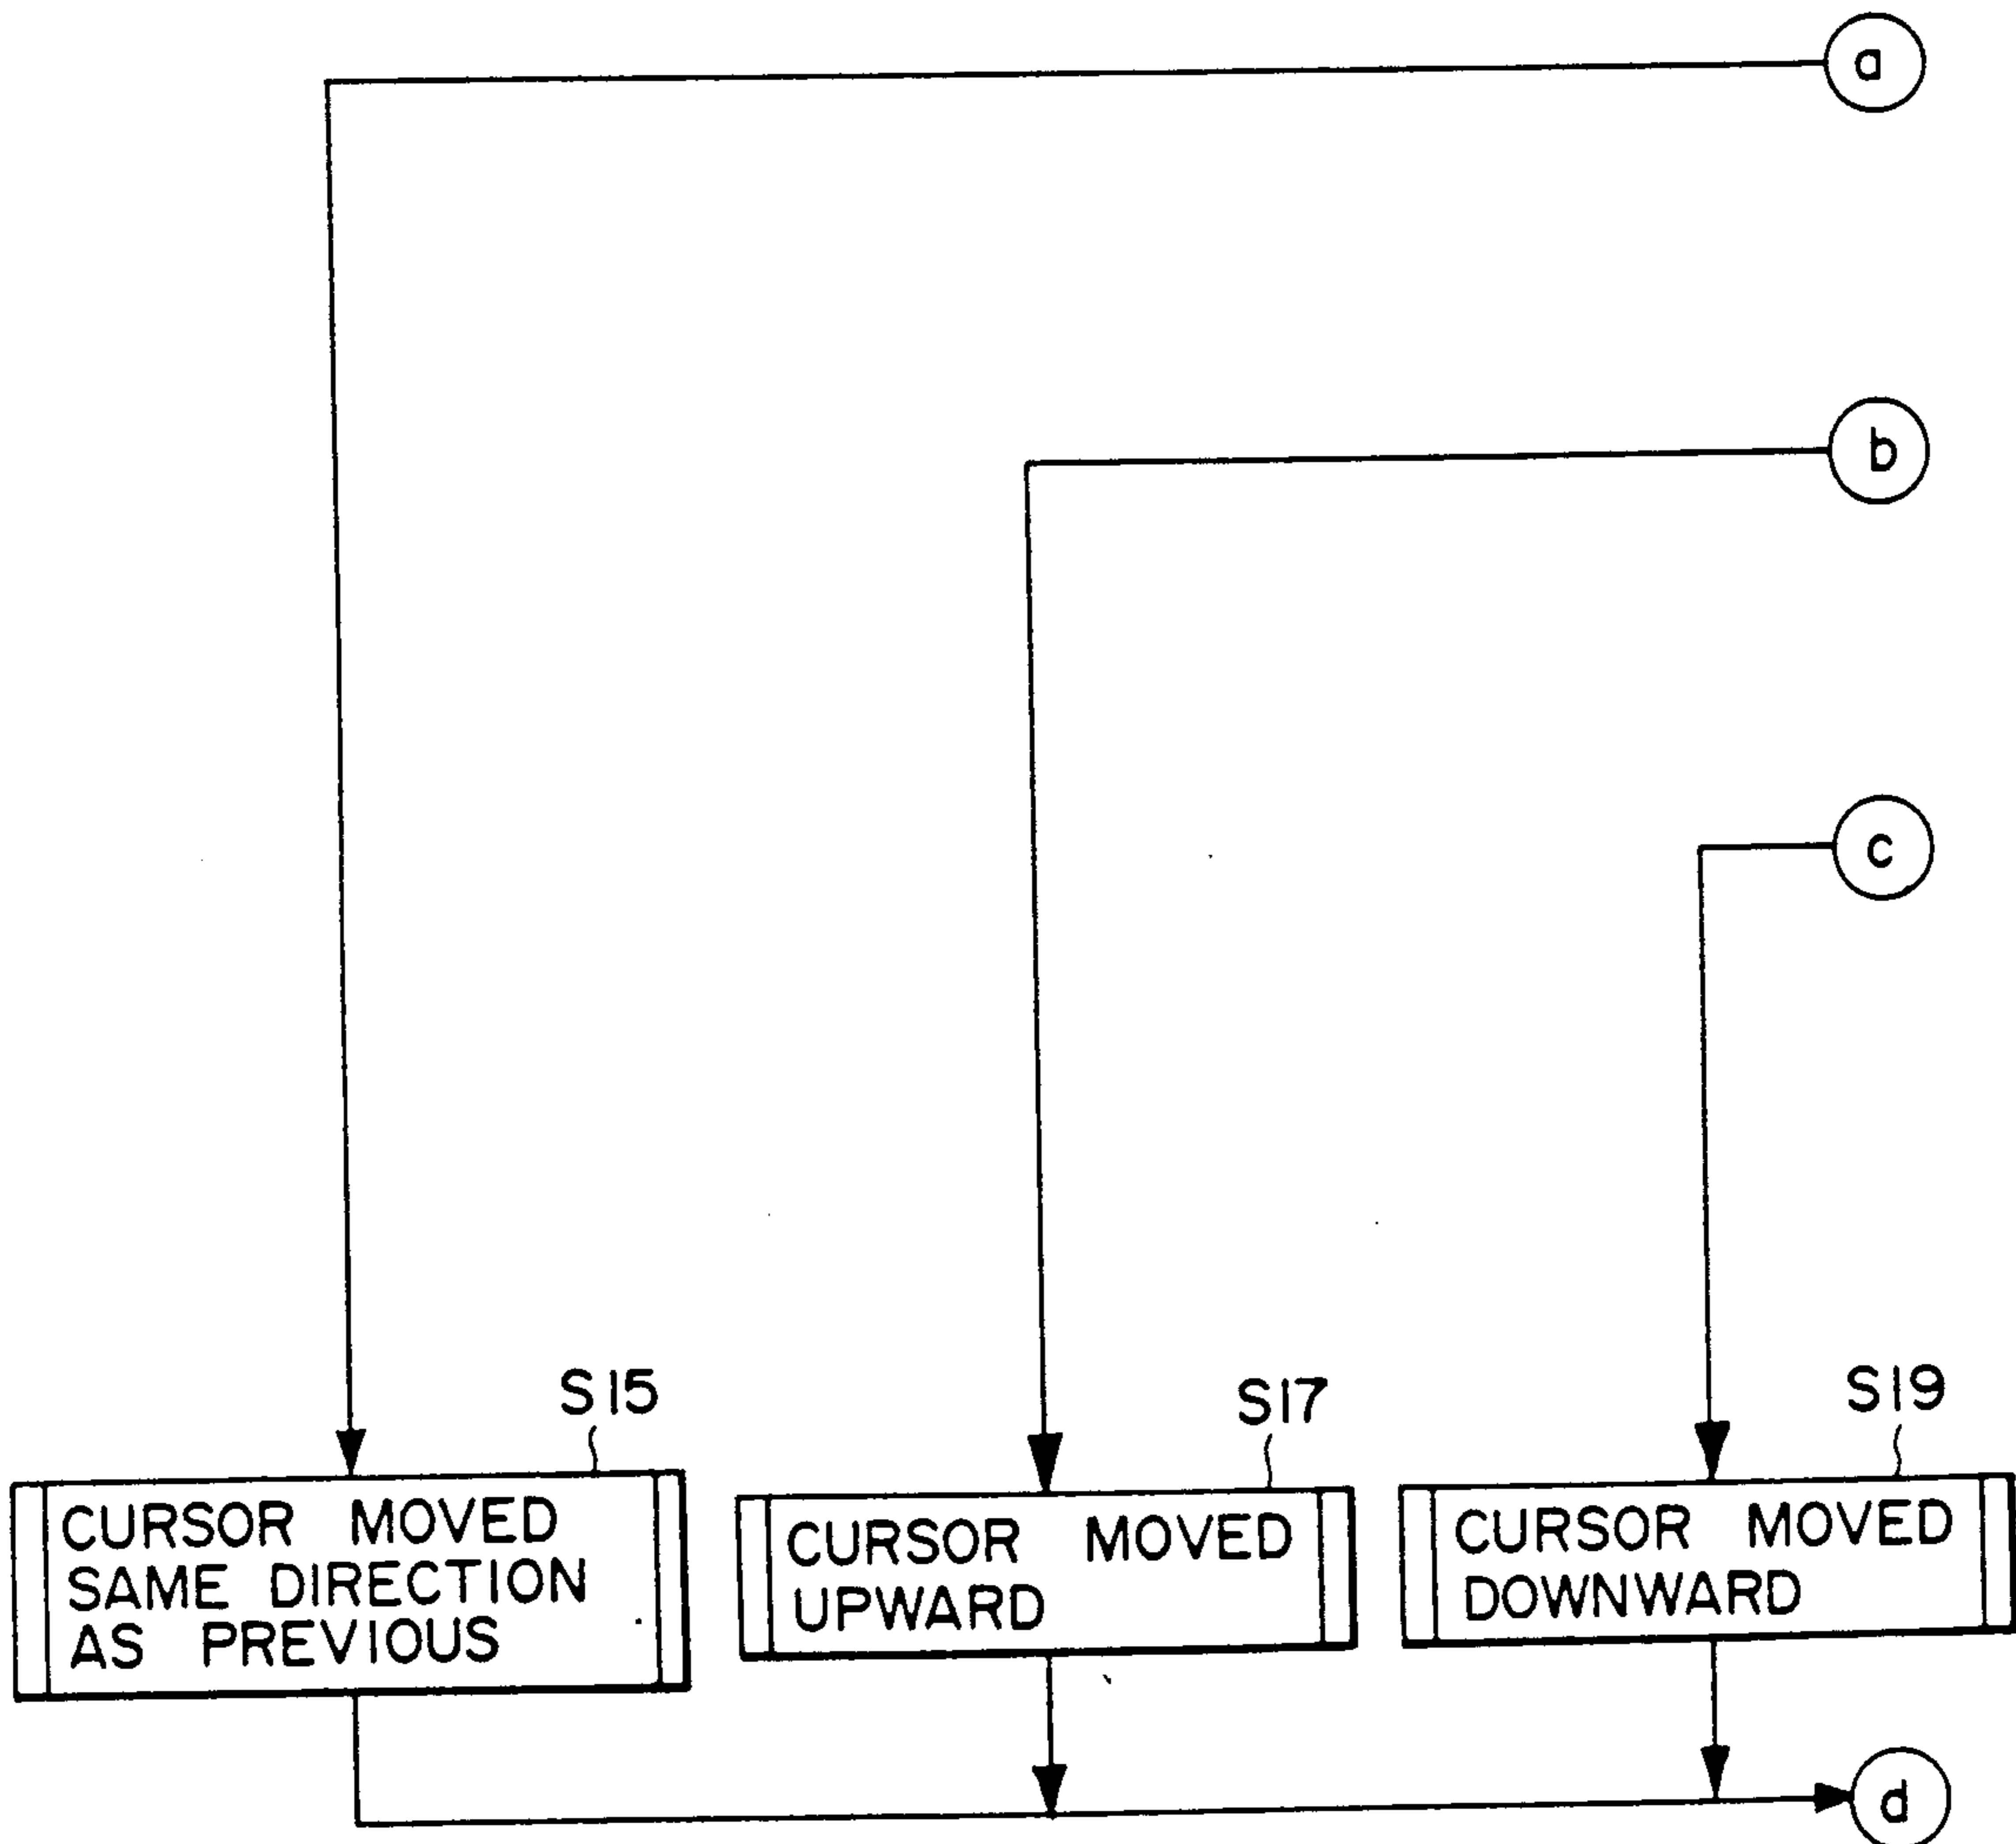 a
b
c
S15
CURSOR MOVED
SAME DIRECTION
AS PREVIOUS
S17
CURSOR MOVED
UPWARD
S19
CURSOR MOVED
DOWNWARD
d